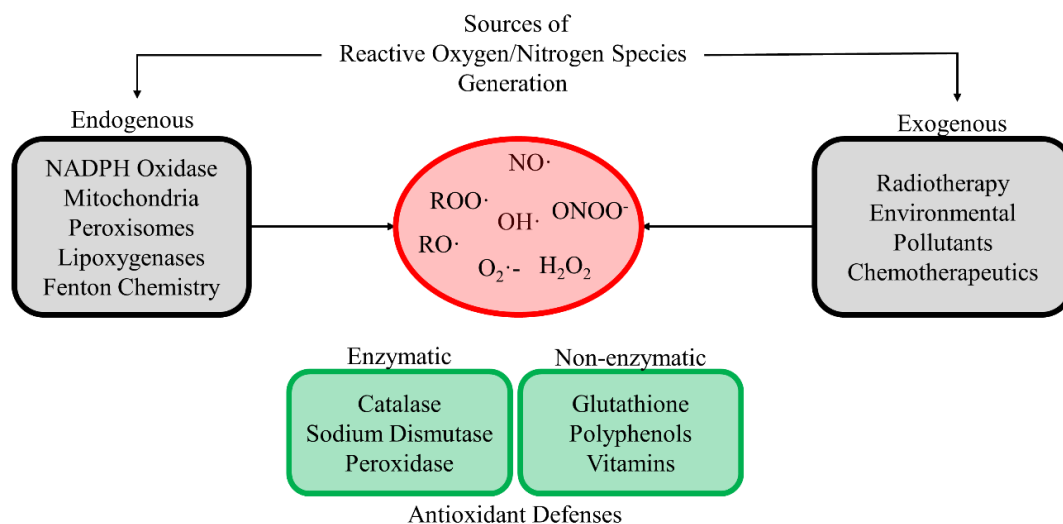 Sources of
Reactive Oxygen/Nitrogen Species
Generation
Endogenous
NADPH Oxidase
Mitochondria
Peroxisomes
Lipoxygenases
Fenton Chemistry
NO·
ROO·
OH·
ONOO⁻
RO·
O₂·-
H₂O₂
Exogenous
Radiotherapy
Environmental
Pollutants
Chemotherapeutics
Enzymatic
Catalase
Sodium Dismutase
Peroxidase
Non-enzymatic
Glutathione
Polyphenols
Vitamins
Antioxidant Defenses